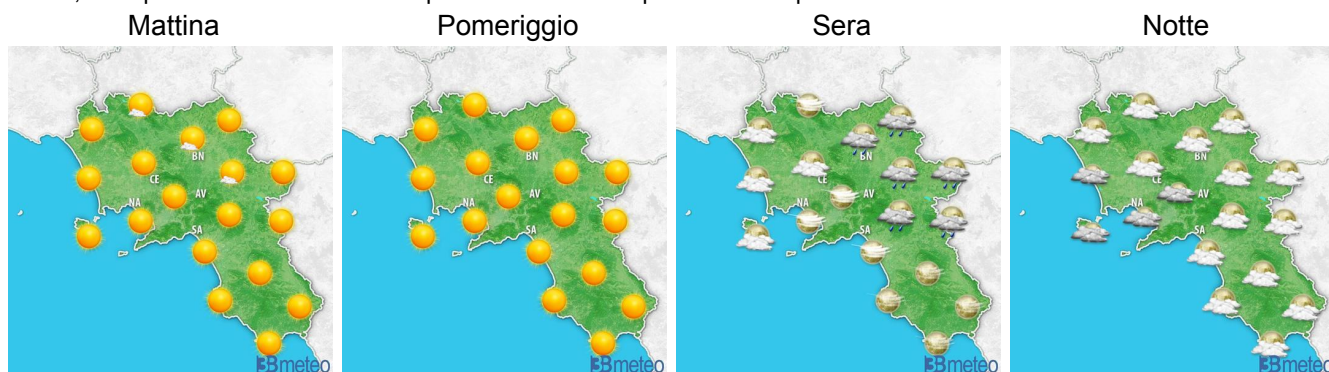 Mattina
Pomeriggio
Sera
Notte
BN
CE
AV
NA
SA
3Bmeteo
BN
CE
AV
NA
SA
3Bmeteo
BN
CE
AV
NA
SA
3Bmeteo
BN
CE
AV
NA
SA
3Bmeteo